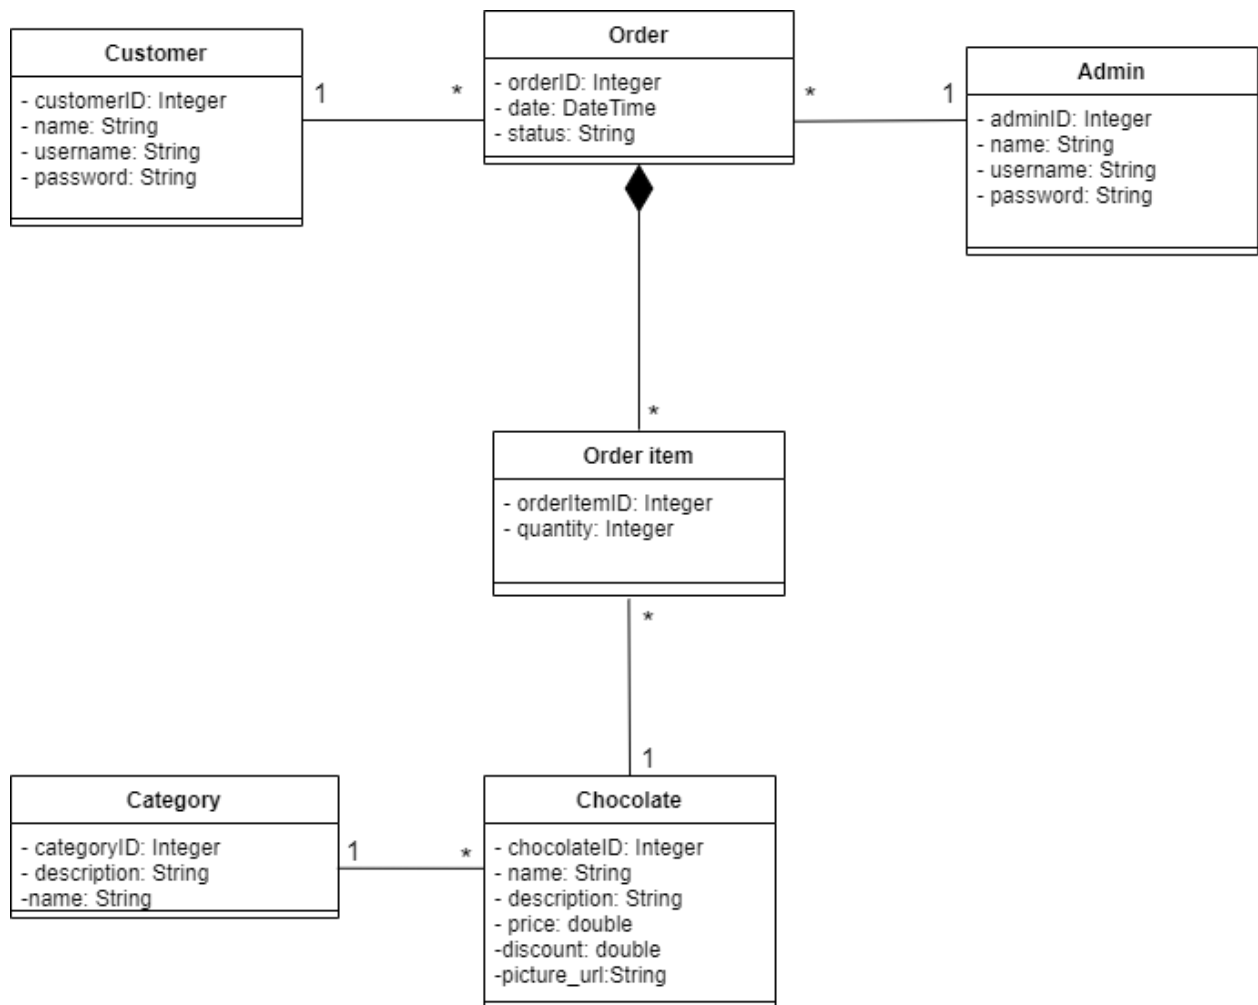 Customer
- customerID: Integer
- name: String
- username: String
- password: String
1
*
Order
- orderID: Integer
- date: DateTime
- status: String
*
1
Admin
- adminID: Integer
- name: String
- username: String
- password: String
*
Order item
- orderItemID: Integer
- quantity: Integer
*
1
Category
- categoryID: Integer
- description: String
-name: String
1
*
Chocolate
- chocolateID: Integer
- name: String
- description: String
- price: double
-discount: double
-picture_url:String